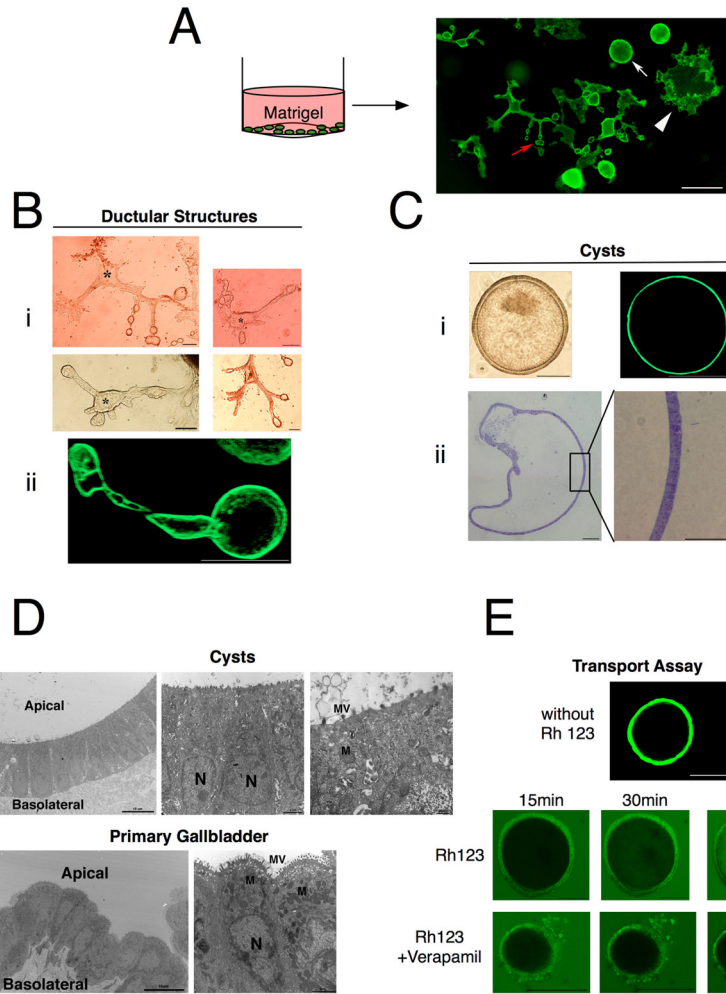 A
Matrigel
B
Ductular Structures
*
*
i
*
ii
C
Cysts
i
ii
D
Cysts
Apical
Basolateral
N
N
MV
M
Primary Gallbladder
Apical
Basolateral
MV
M
M
N
E
Transport Assay
without
Rh 123
15min
30min
Rh123
Rh123
+Verapamil